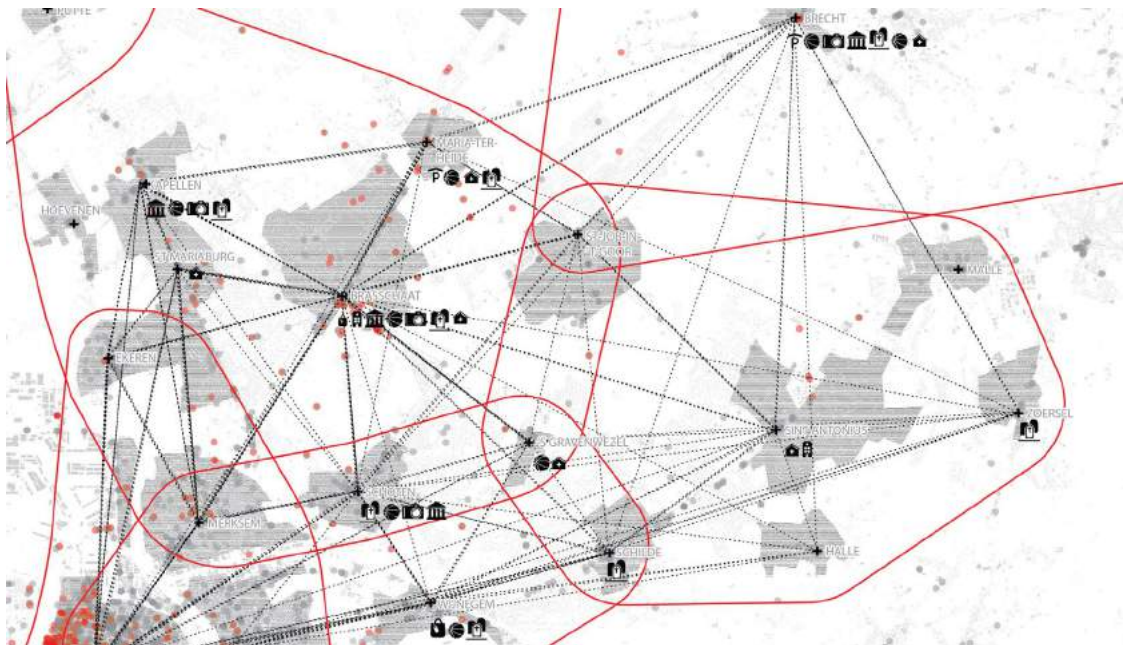 PUTTE
BRECHT
P
MARIA-TER-
HEIDE
P
APELLEN
HOEVENEN
ST MARIABURG
MALLE
BRASSCHAAT
EKEREN
ZOERSEL
SINT ANTONIUS
S GRAVENWEZEL
SCHOTEN
MERKSEM
SCHILDE
HALLE
WIJNEGEM